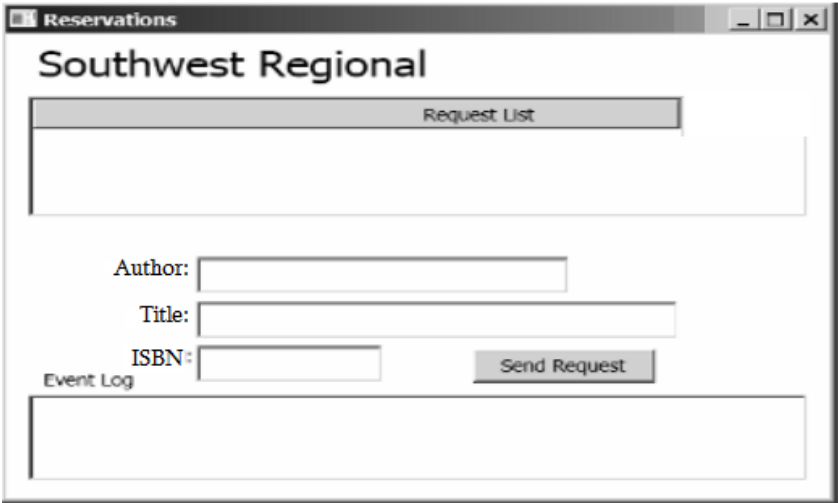 Reservations
Southwest Regional
Request List
Author:
Title:
ISBN:
Send Request
Event Log